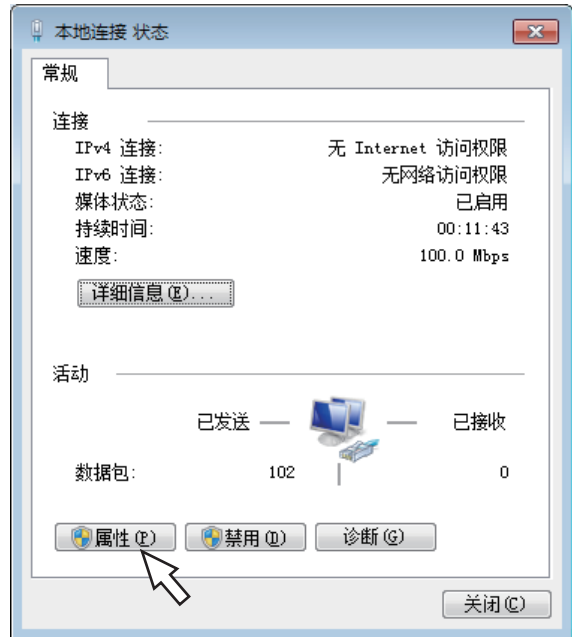 本地连接 状态
常规
连接
IPv4 连接: 无 Internet 访问权限
IPv6 连接: 无网络访问权限
媒体状态: 已启用
持续时间: 00:11:43
速度: 100.0 Mbps
详细信息(E)...
活动
已发送 已接收
数据包: 102 0
属性(P) 禁用(D) 诊断(G)
关闭(C)